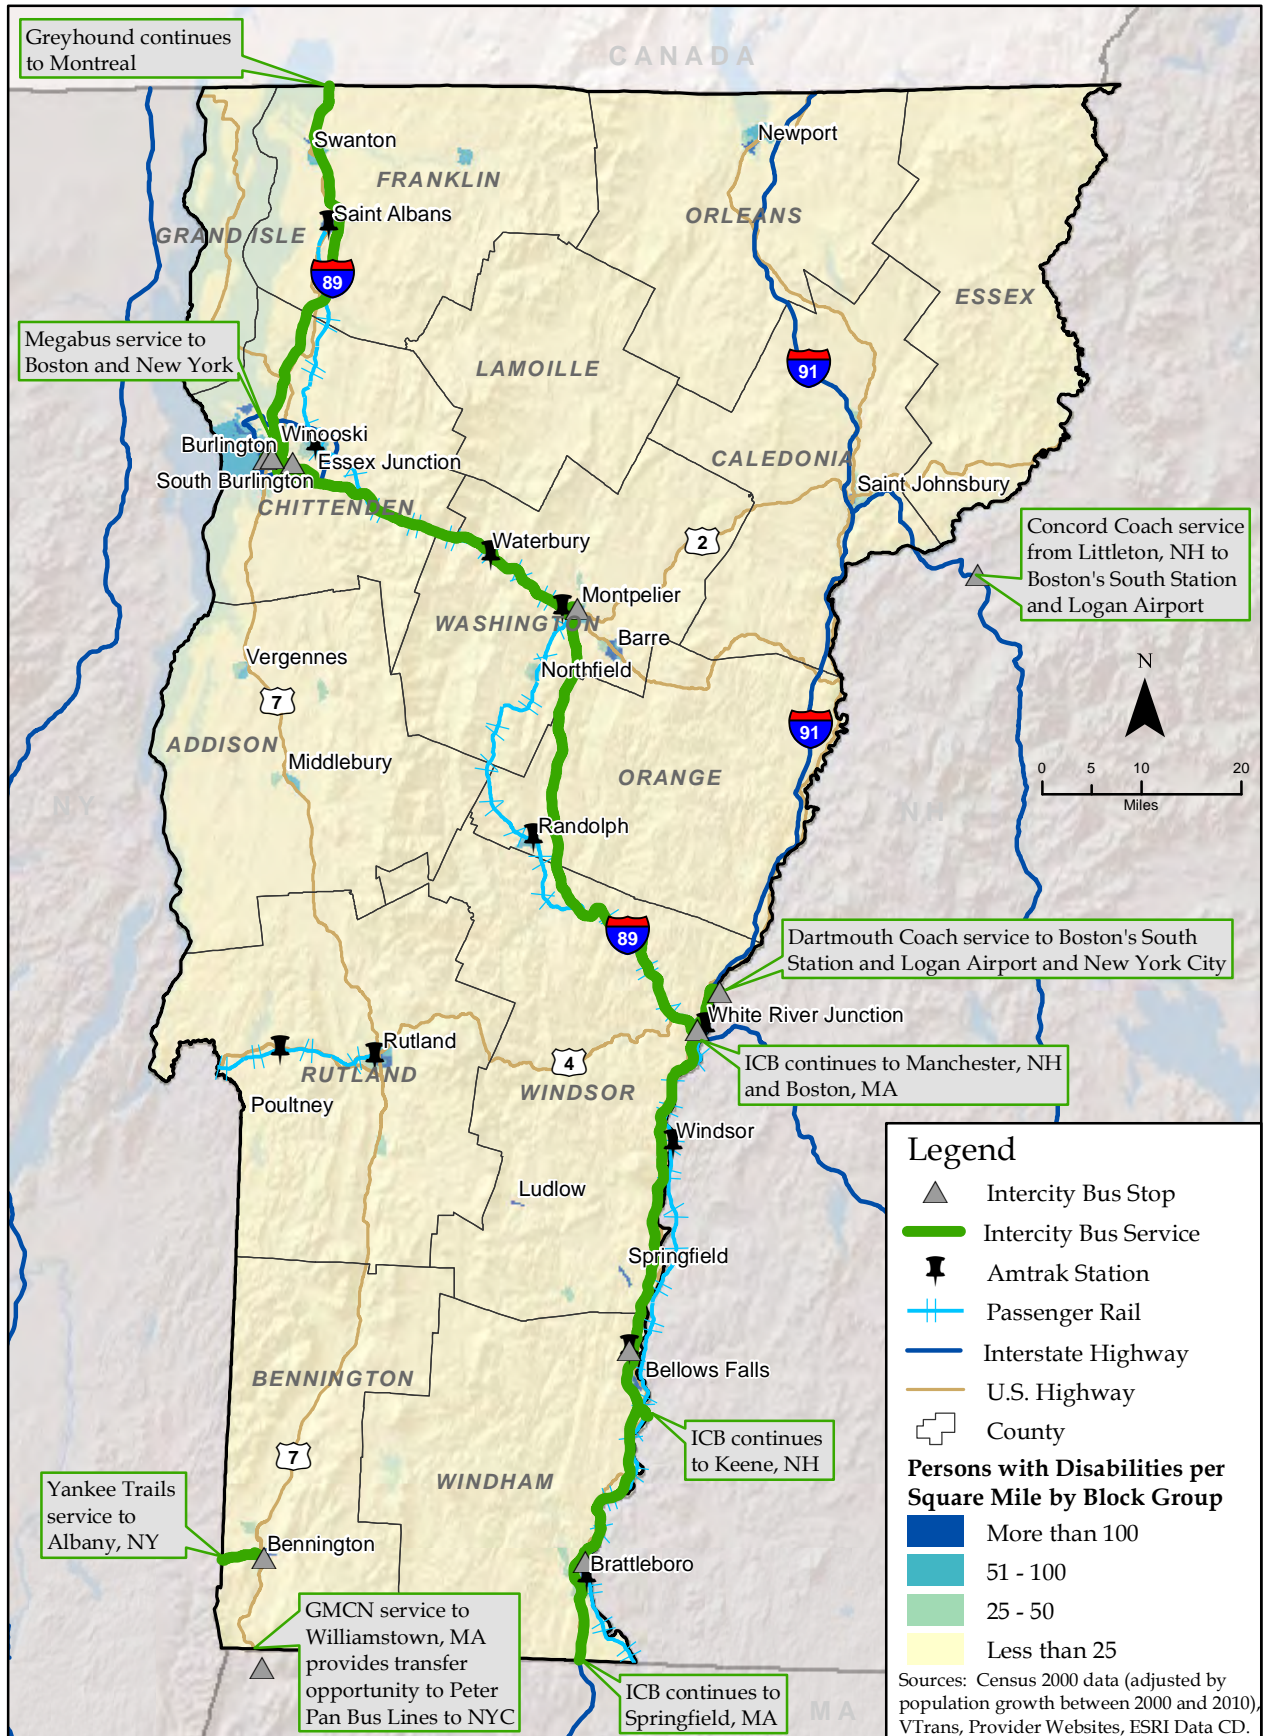 Greyhound continues
to Montreal
CANADA
Swanton
Newport
FRANKLIN
Saint Albans
ORLEANS
GRAND ISLE
89
ESSEX
Megabus service to
Boston and New York
LAMOILLE
91
Winooski
Burlington
Essex Junction
South Burlington
CALEDONIA
CHITTENDEN
Saint Johnsbury
Concord Coach service
from Littleton, NH to
Boston's South Station
and Logan Airport
Waterbury
2
Montpelier
WASHINGTON
Barre
Vergennes
Northfield
N
7
91
ADDISON
Middlebury
ORANGE
0 5 10 20
Miles
NY
NH
Randolph
89
Dartmouth Coach service to Boston's South
Station and Logan Airport and New York City
White River Junction
Rutland
4
ICB continues to Manchester, NH
and Boston, MA
RUTLAND
WINDSOR
Poultney
Windsor
Ludlow
Springfield
Bellows Falls
BENNINGTON
ICB continues
to Keene, NH
7
WINDHAM
Yankee Trails
service to
Albany, NY
Bennington
Brattleboro
GMCN service to
Williamstown, MA
provides transfer
opportunity to Peter
Pan Bus Lines to NYC
ICB continues to
Springfield, MA
MA
Legend
Intercity Bus Stop
Intercity Bus Service
Amtrak Station
Passenger Rail
Interstate Highway
U.S. Highway
County
Persons with Disabilities per
Square Mile by Block Group
More than 100
51 - 100
25 - 50
Less than 25
Sources: Census 2000 data (adjusted by
population growth between 2000 and 2010),
VTrans, Provider Websites, ESRI Data CD.